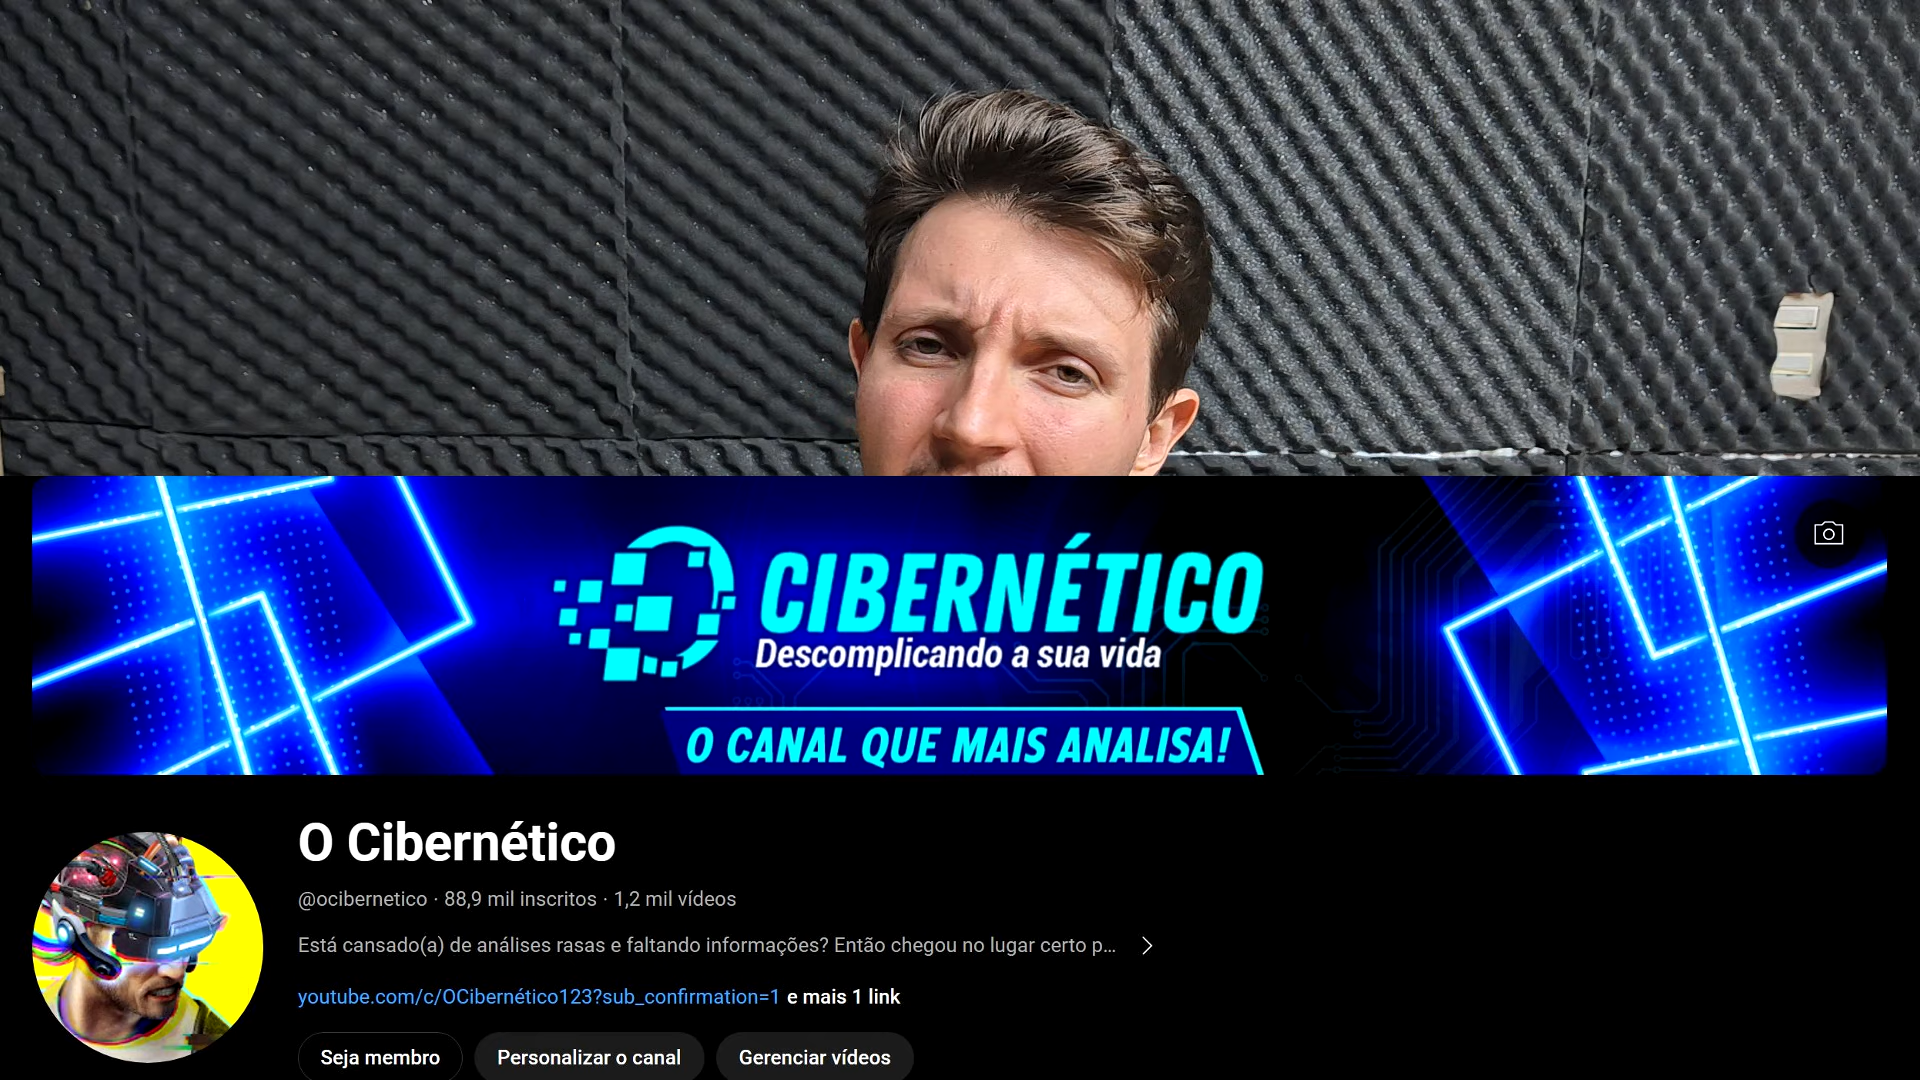 CIBERNÉTICO
Descomplicando a sua vida
O CANAL QUE MAIS ANALISA!
O Cibernético
@ocibernetico · 88,9 mil inscritos · 1,2 mil vídeos
Está cansado(a) de análises rasas e faltando informações? Então chegou no lugar certo p...
youtube.com/c/OCibernético123?sub_confirmation=1 e mais 1 link
Seja membro Personalizar o canal Gerenciar vídeos